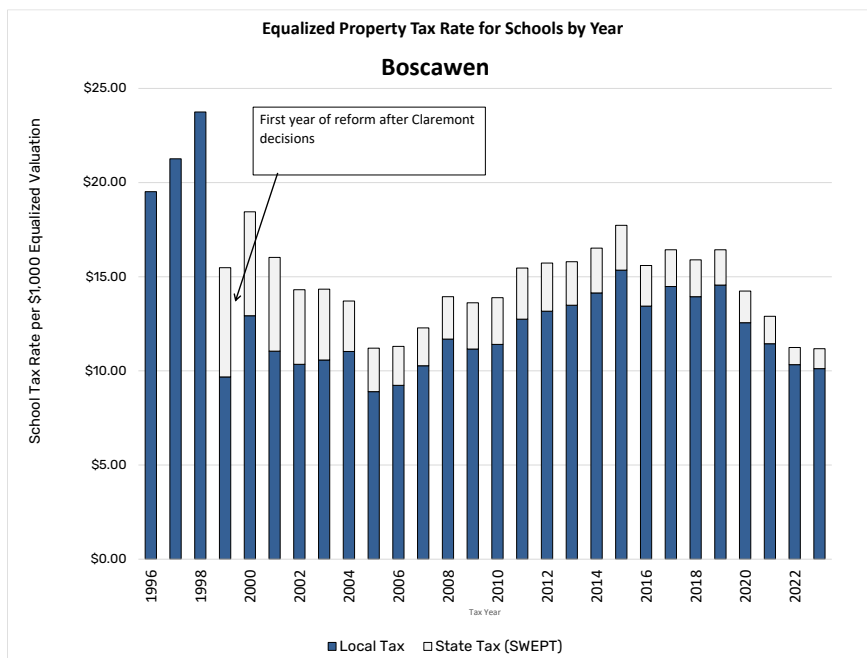 Equalized Property Tax Rate for Schools by Year
Boscawen
School Tax Rate per $1,000 Equalized Valuation
$25.00
$20.00
$15.00
$10.00
$5.00
$0.00
First year of reform after Claremont
decisions
1996
1998
2000
2002
2004
2006
2008
2010
2012
2014
2016
2018
2020
2022
Tax Year
Local Tax
State Tax (SWEPT)